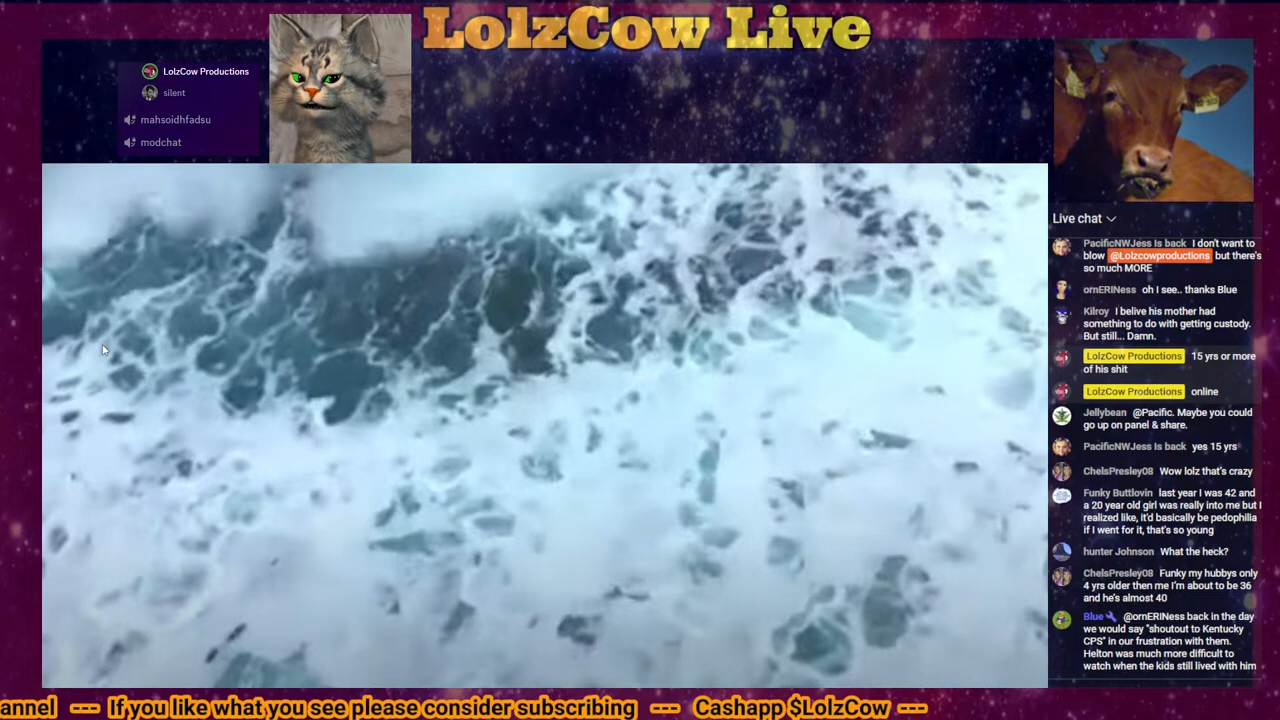 LolzCow Live
LolzCow Productions
silent
mahsoidhfadsu
modchat
Live chat
PacificNWJess Is back I don't want to
blow @Lolzcowproductions but there's
so much MORE
ornERINess oh I see.. thanks Blue
Kilroy I belive his mother had
something to do with getting custody.
But still... Damn.
LolzCow Productions 15 yrs or more
of his shit
LolzCow Productions online
Jellybean @Pacific. Maybe you could
go up on panel & share.
PacificNWJess Is back yes 15 yrs
ChelsPresley08 Wow lolz that's crazy
Funky Buttlovin last year I was 42 and
a 20 year old girl was really into me but I
realized like, it'd basically be pedophilia
if I went for it, that's so young
hunter Johnson What the heck?
ChelsPresley08 Funky my hubbys only
4 yrs older then me I'm about to be 36
and he's almost 40
Blue @ornERINess back in the day
we would say "shoutout to Kentucky
CPS" in our frustration with them.
Helton was much more difficult to
watch when the kids still lived with him
annel --- If you like what you see please consider subscribing --- Cashapp $LolzCow ---